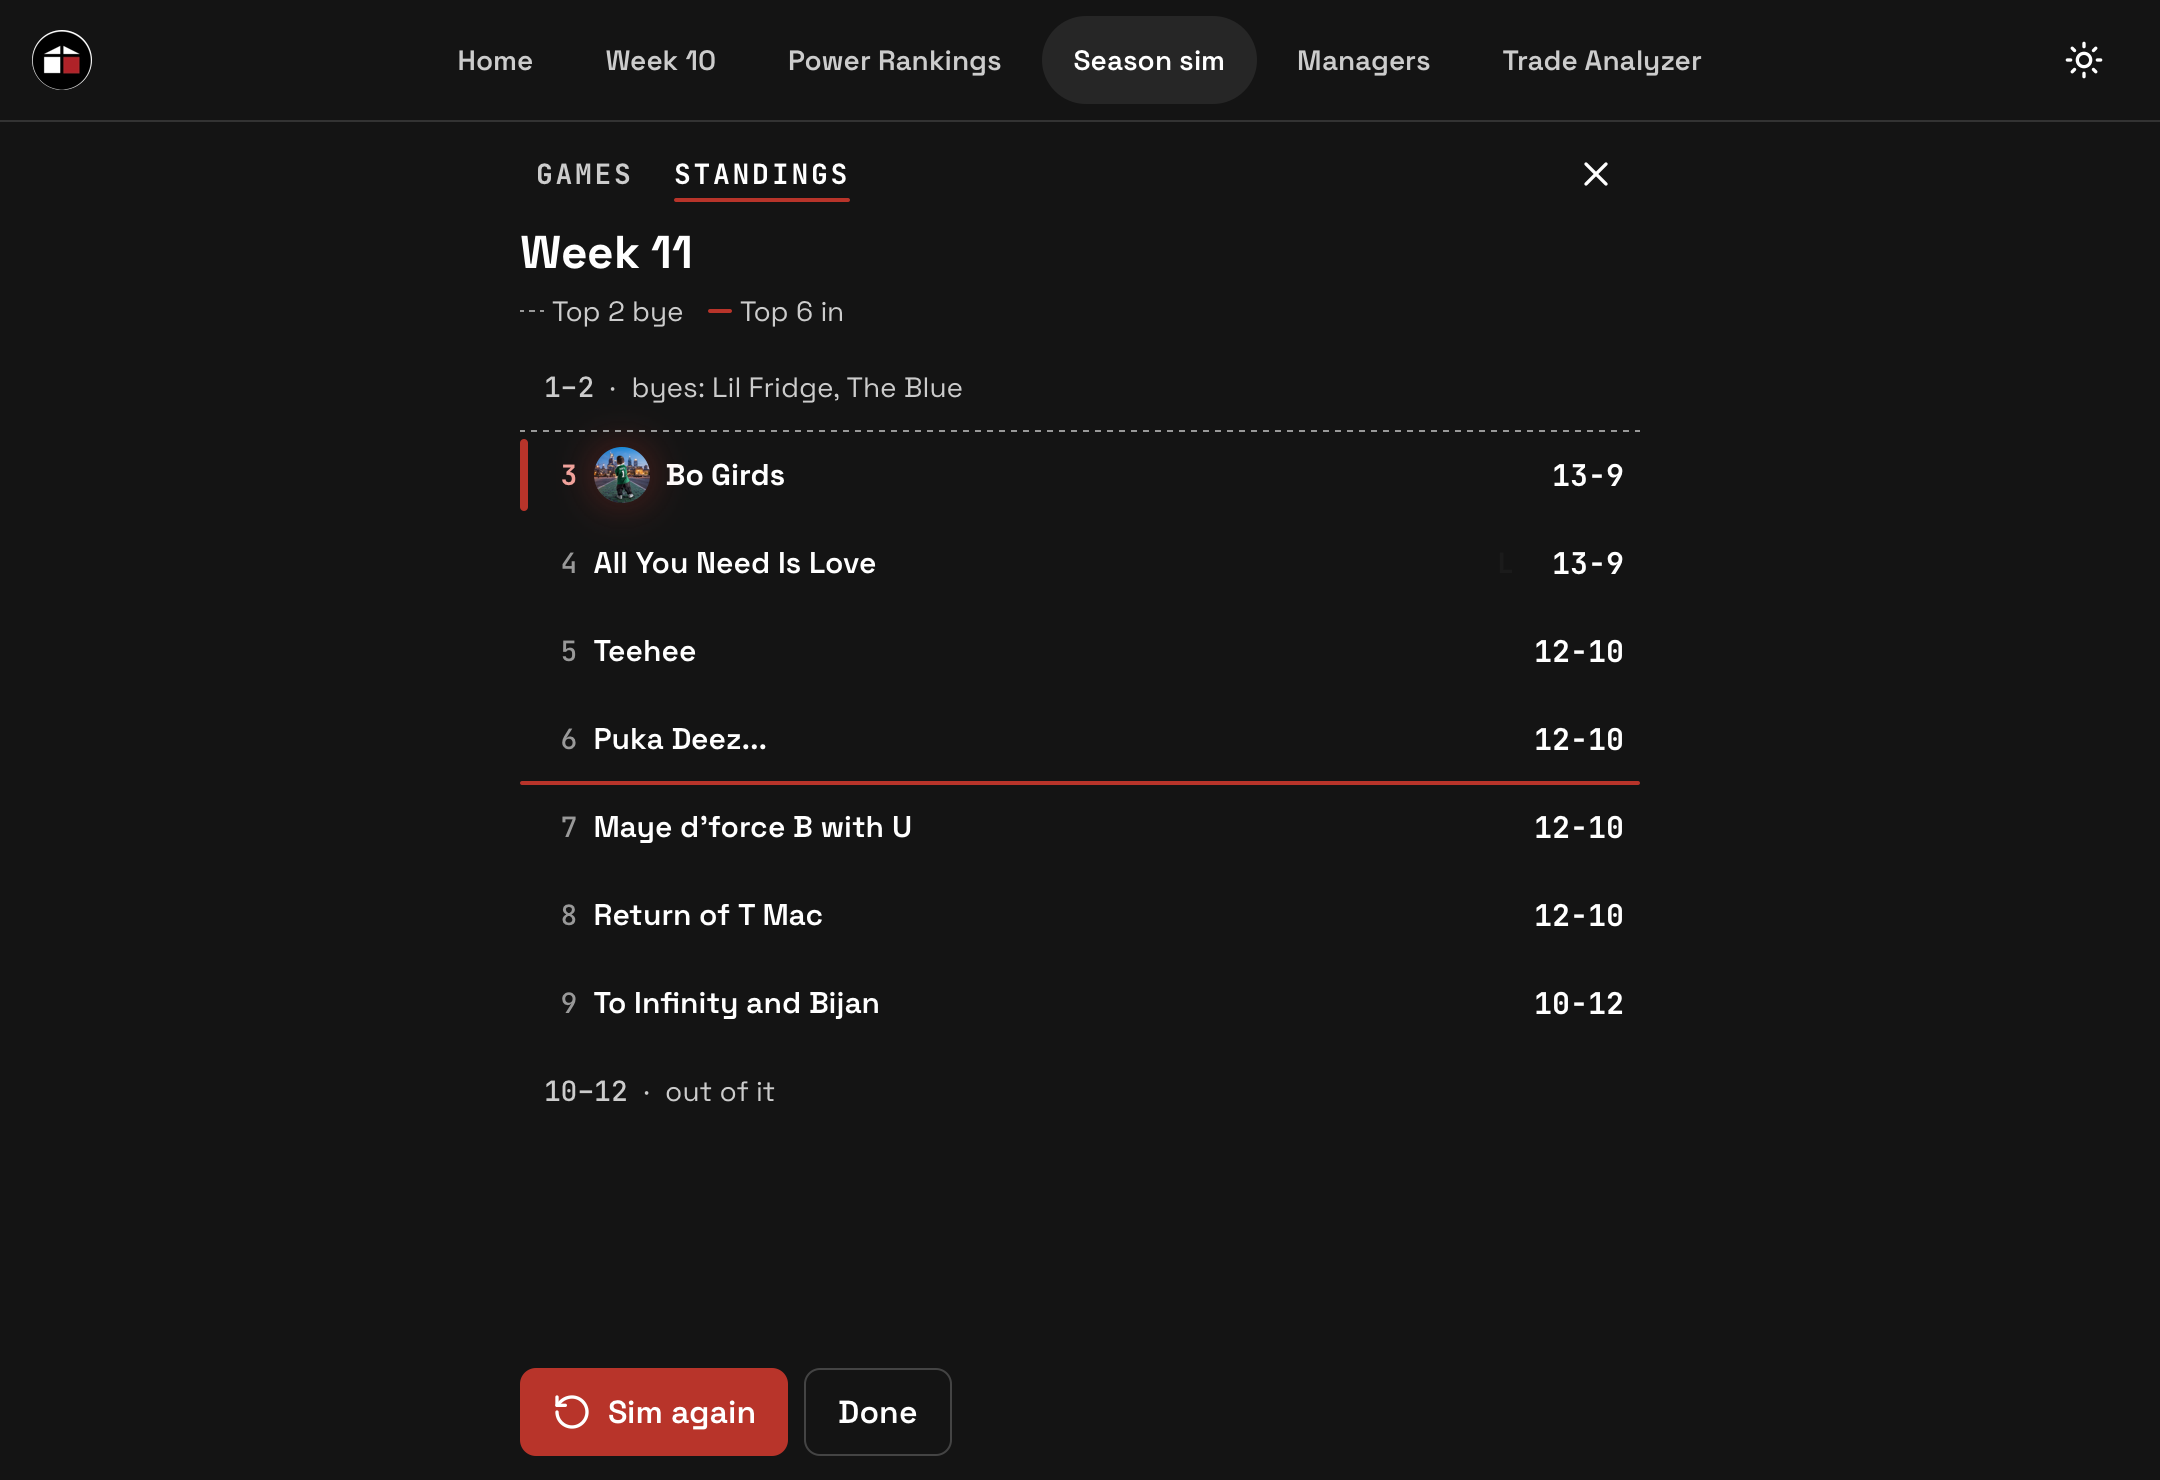 Home Week 10 Power Rankings Season sim Managers Trade Analyzer
GAMES STANDINGS
Week 11
Top 2 bye Top 6 in
1–2 · byes: Lil Fridge, The Blue
3 Bo Girds 13-9
4 All You Need Is Love L 13-9
5 Teehee 12-10
6 Puka Deez... 12-10
7 Maye d’force B with U 12-10
8 Return of T Mac 12-10
9 To Infinity and Bijan 10-12
10–12 · out of it
Sim again Done